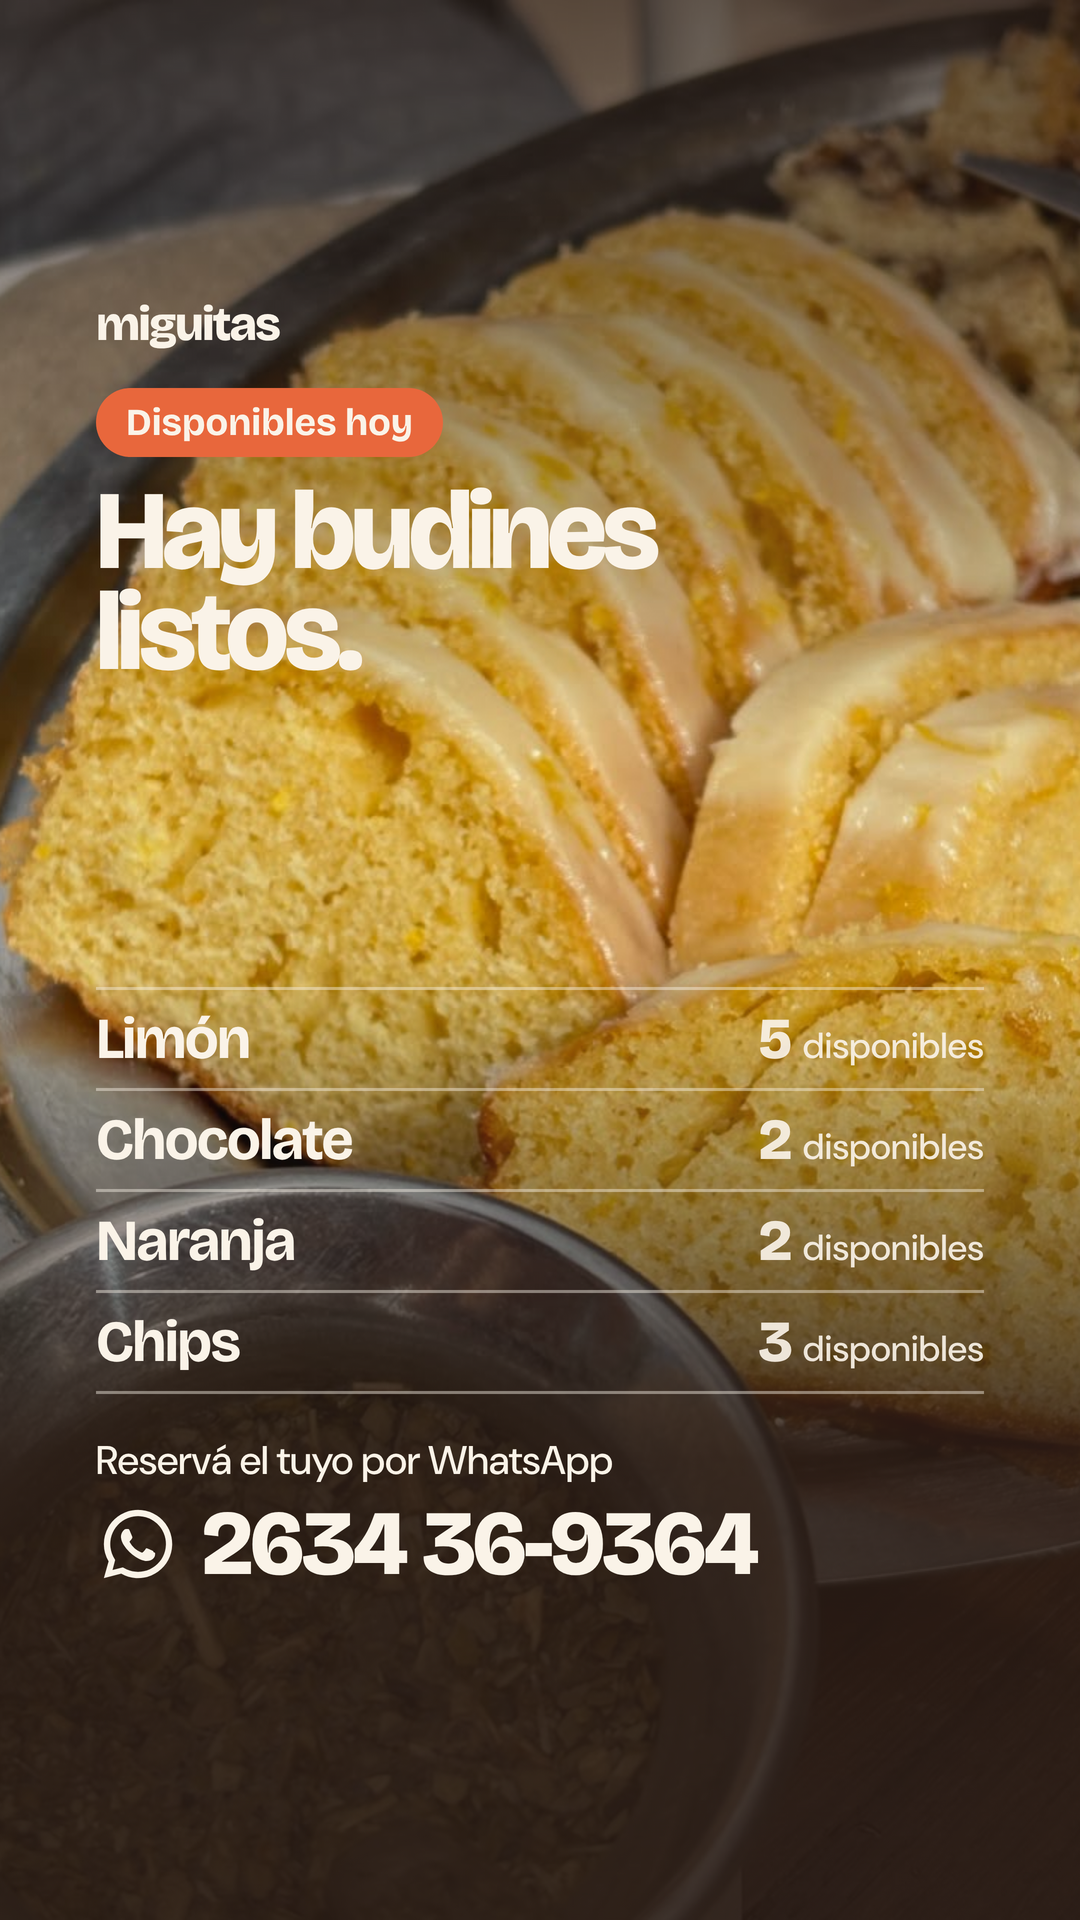 miguitas
Disponibles hoy
Hay budines
listos.
Limón 5 disponibles
Chocolate 2 disponibles
Naranja 2 disponibles
Chips 3 disponibles
Reservá el tuyo por WhatsApp
2634 36-9364